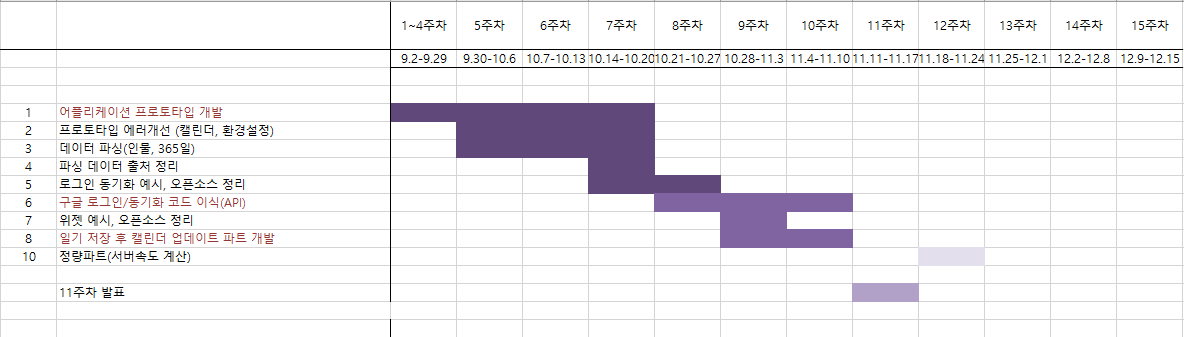 1~4주차 5주차 6주차 7주차 8주차 9주차 10주차 11주차 12주차 13주차 14주차 15주차
9.2-9.29 9.30-10.6 10.7-10.13 10.14-10.20 10.21-10.27 10.28-11.3 11.4-11.10 11.11-11.17 11.18-11.24 11.25-12.1 12.2-12.8 12.9-12.15
1 어플리케이션 프로토타입 개발
2 프로토타입 에러개선 (캘린더, 환경설정)
3 데이터 파싱(인물, 365일)
4 파싱 데이터 출처 정리
5 로그인 동기화 예시, 오픈소스 정리
6 구글 로그인/동기화 코드 이식(API)
7 위젯 예시, 오픈소스 정리
8 일기 저장 후 캘린더 업데이트 파트 개발
10 정량파트(서버속도 계산)
11주차 발표